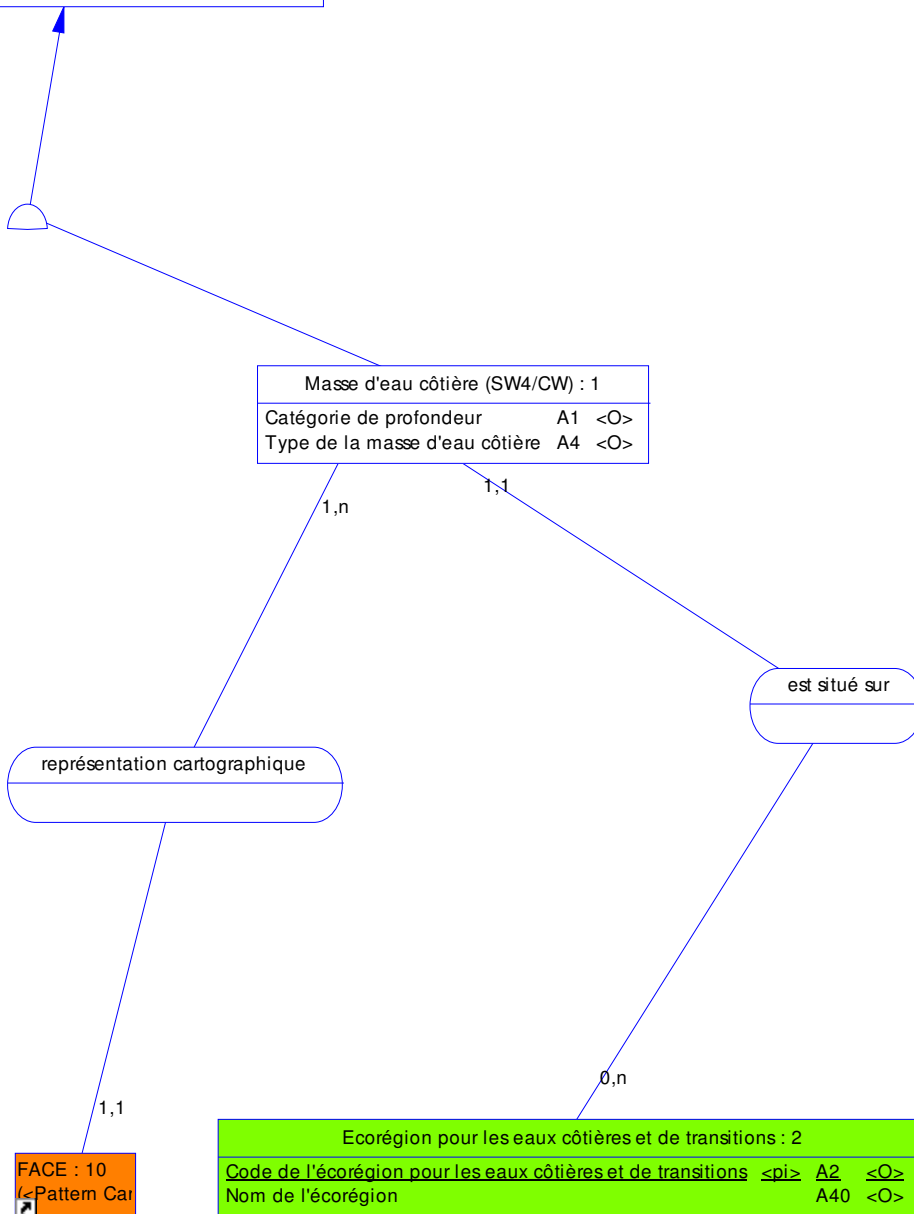 Masse d'eau côtière (SW4/CW) : 1
Catégorie de profondeur A1 <O>
Type de la masse d'eau côtière A4 <O>
1,n
1,1
est situé sur
représentation cartographique
0,n
1,1
Ecorégion pour les eaux côtières et de transitions : 2
Code de l'écorégion pour les eaux côtières et de transitions <pi> A2 <O>
Nom de l'écorégion A40 <O>
FACE : 10
(<Pattern Car